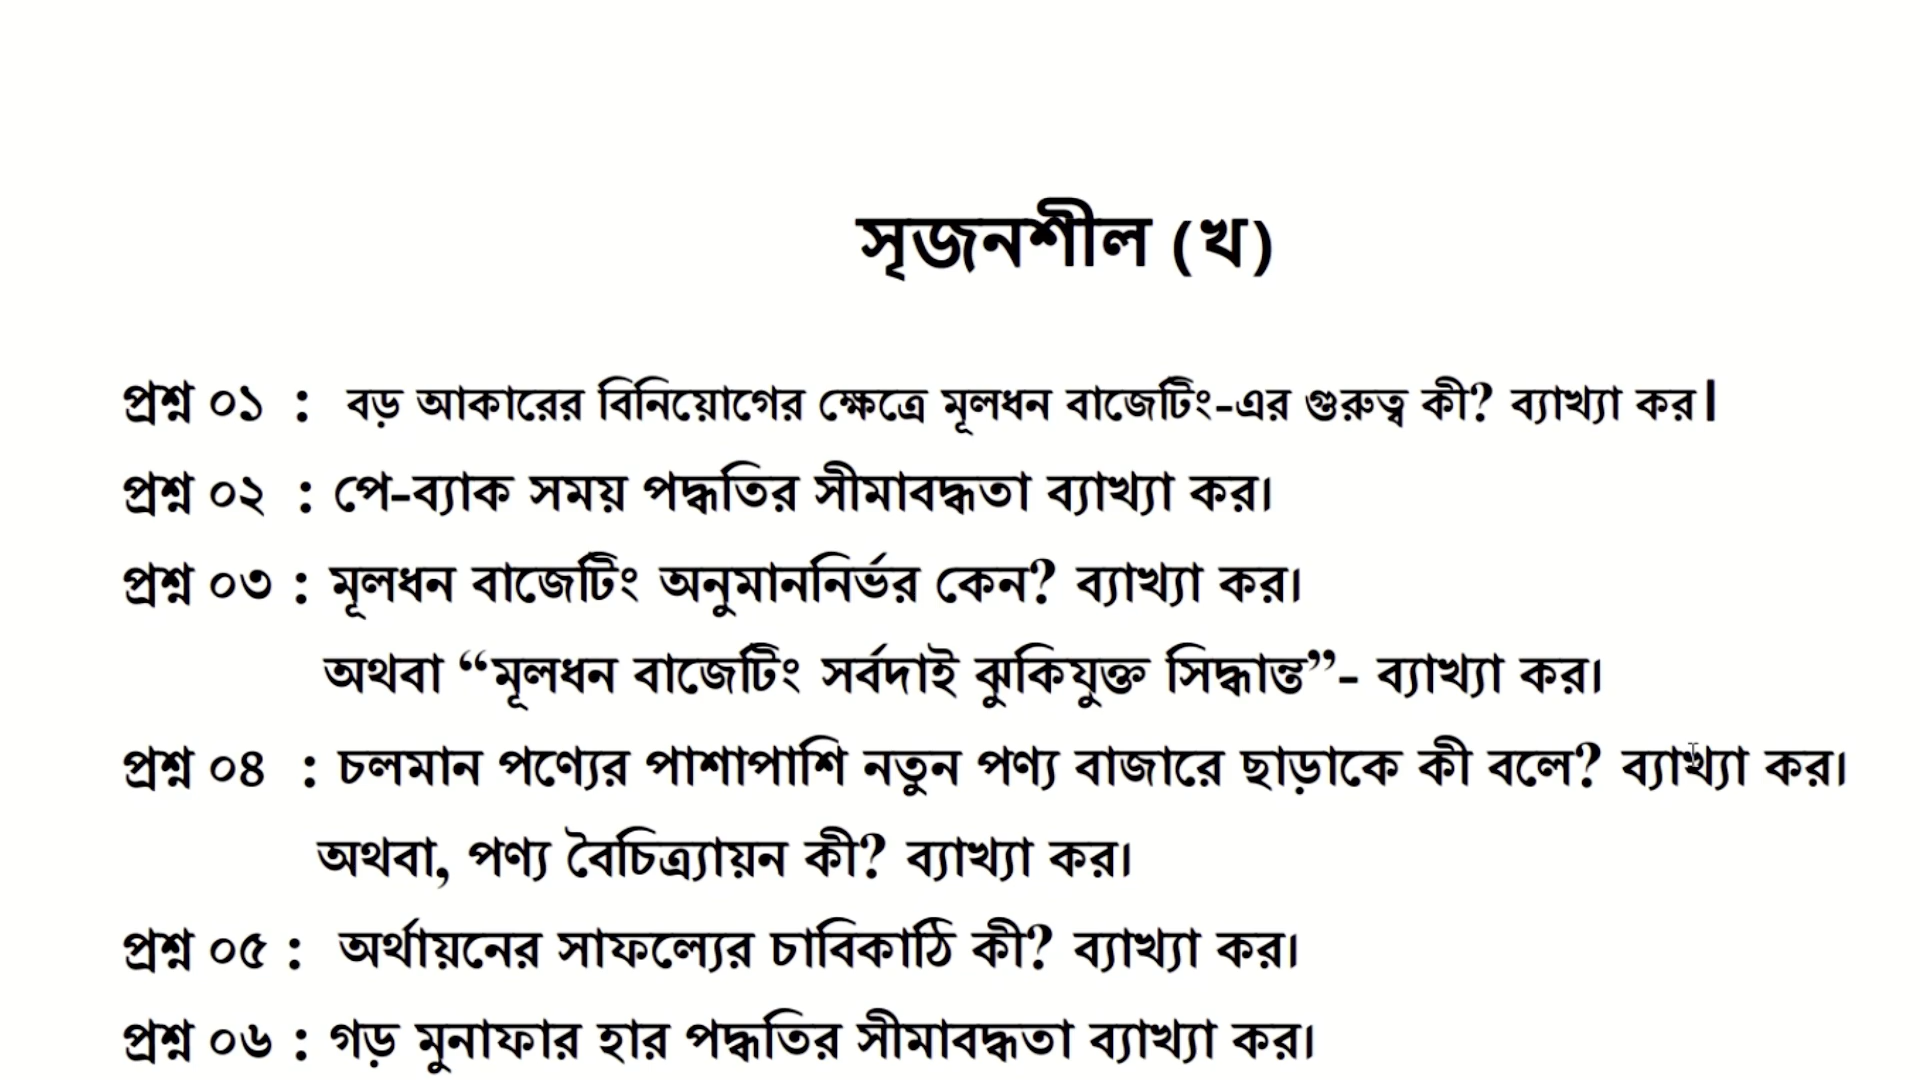 সৃজনশীল (খ)
প্রশ্ন ০১ : বড় আকারের বিনিয়োগের ক্ষেত্রে মূলধন বাজেটিং-এর গুরুত্ব কী? ব্যাখ্যা কর।
প্রশ্ন ০২ : পে-ব্যাক সময় পদ্ধতির সীমাবদ্ধতা ব্যাখ্যা কর।
প্রশ্ন ০৩ : মূলধন বাজেটিং অনুমাননির্ভর কেন? ব্যাখ্যা কর।
অথবা “মূলধন বাজেটিং সর্বদাই ঝুকিযুক্ত সিদ্ধান্ত”- ব্যাখ্যা কর।
প্রশ্ন ০৪ : চলমান পণ্যের পাশাপাশি নতুন পণ্য বাজারে ছাড়াকে কী বলে? ব্যাখ্যা কর।
অথবা, পণ্য বৈচিত্র্যায়ন কী? ব্যাখ্যা কর।
প্রশ্ন ০৫ : অর্থায়নের সাফল্যের চাবিকাঠি কী? ব্যাখ্যা কর।
প্রশ্ন ০৬ : গড় মুনাফার হার পদ্ধতির সীমাবদ্ধতা ব্যাখ্যা কর।